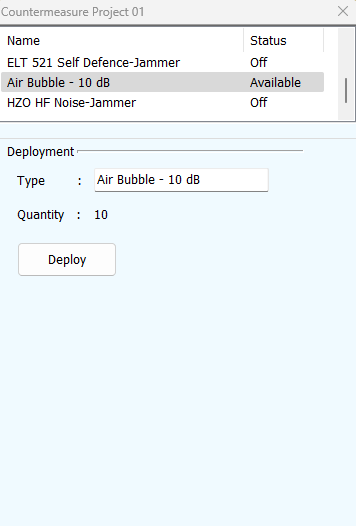 Countermeasure Project 01
Name Status
ELT 521 Self Defence-Jammer Off
Air Bubble - 10 dB Available
HZO HF Noise-Jammer Off
Deployment
Type : Air Bubble - 10 dB
Quantity : 10
Deploy